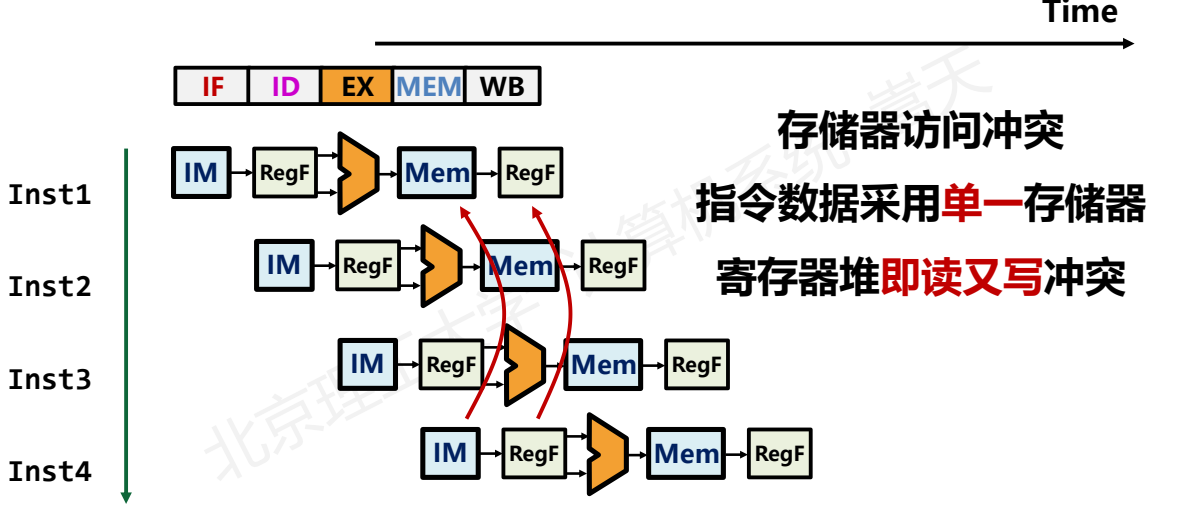 Time
IF ID EX MEM WB
存储器访问冲突
指令数据采用单一存储器
寄存器堆即读又写冲突
Inst1 IM RegF Mem RegF
Inst2 IM RegF Mem RegF
Inst3 IM RegF Mem RegF
Inst4 IM RegF Mem RegF
北京理工大学 计算机系统 嵩天